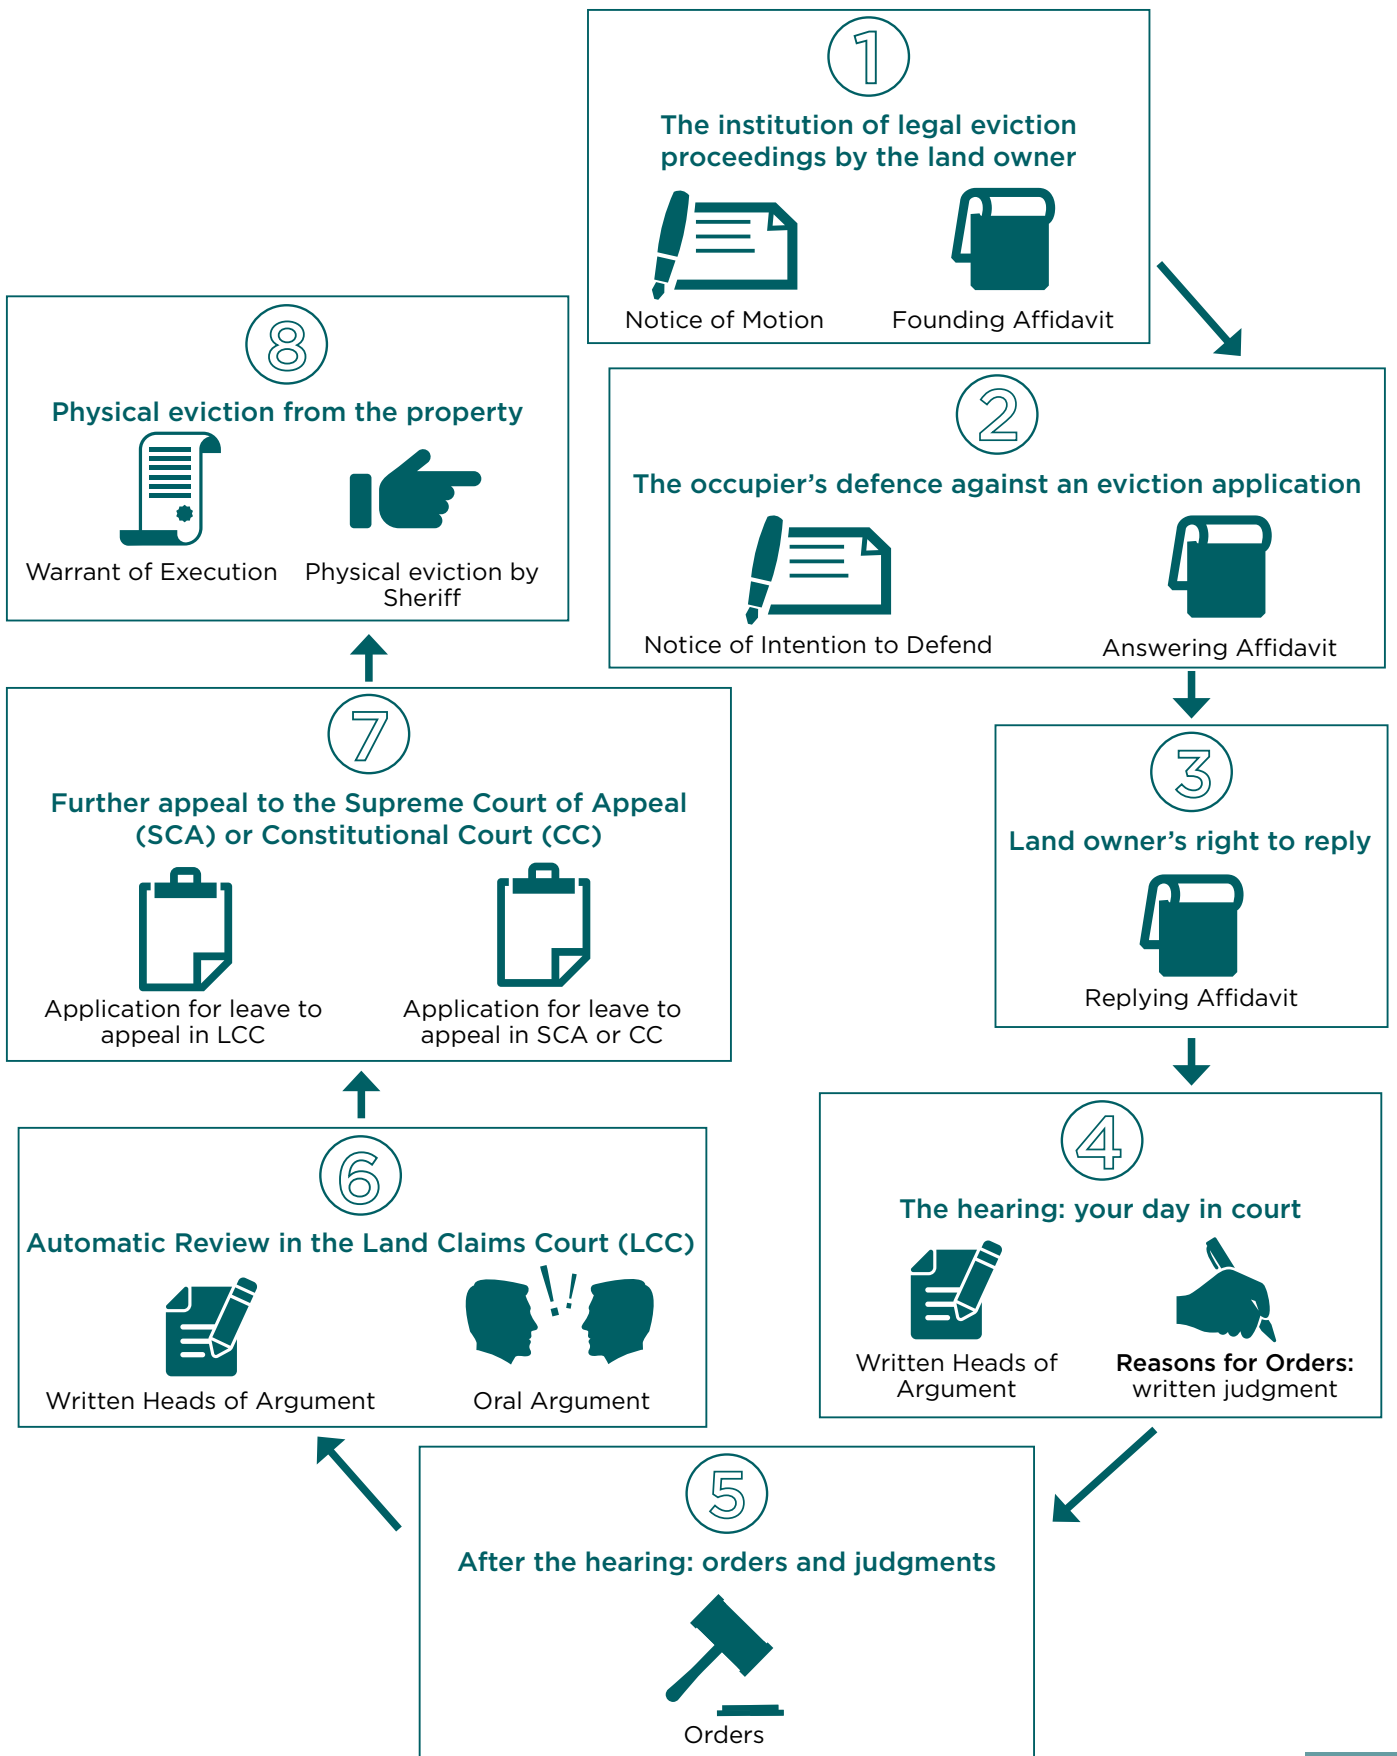 1
The institution of legal eviction
proceedings by the land owner
Notice of Motion
Founding Affidavit
2
The occupier’s defence against an eviction application
Notice of Intention to Defend
Answering Affidavit
3
Land owner’s right to reply
Replying Affidavit
4
The hearing: your day in court
Written Heads of
Argument
Reasons for Orders:
written judgment
5
After the hearing: orders and judgments
Orders
6
Automatic Review in the Land Claims Court (LCC)
Written Heads of Argument
Oral Argument
7
Further appeal to the Supreme Court of Appeal
(SCA) or Constitutional Court (CC)
Application for leave to
appeal in LCC
Application for leave to
appeal in SCA or CC
8
Physical eviction from the property
Warrant of Execution
Physical eviction by
Sheriff